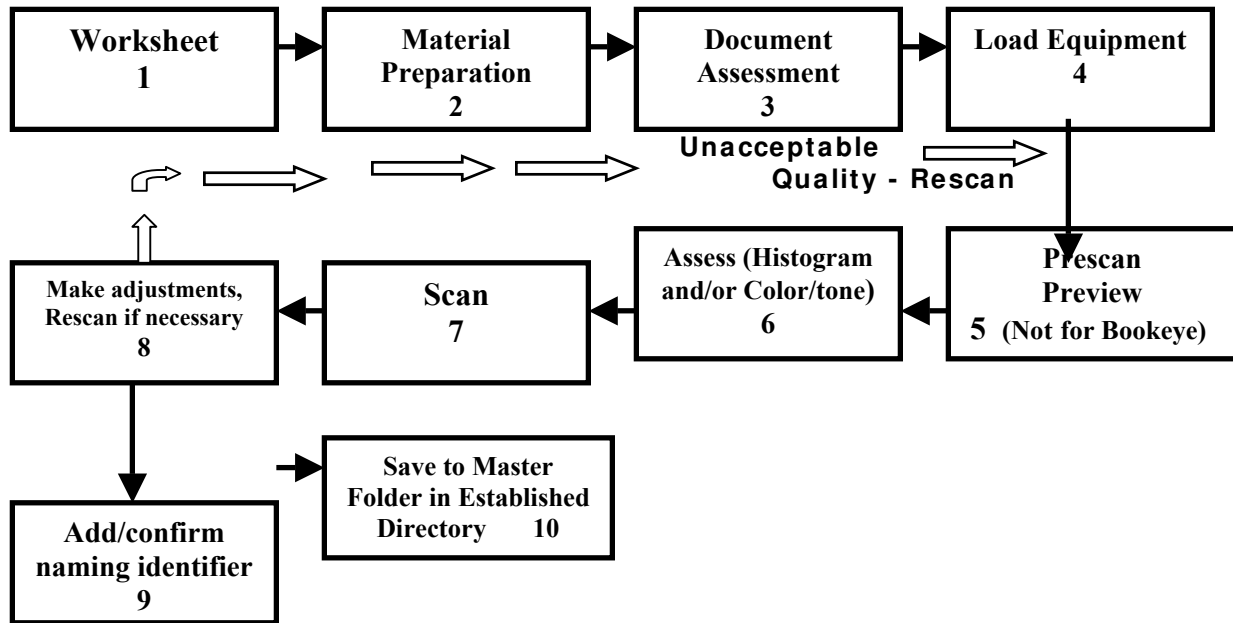 Worksheet
1
Material
Preparation
2
Document
Assessment
3
Load Equipment
4
Unacceptable
Quality - Rescan
Prescan
Preview
5 (Not for Bookeye)
Assess (Histogram
and/or Color/tone)
6
Scan
7
Make adjustments,
Rescan if necessary
8
Add/confirm
naming identifier
9
Save to Master
Folder in Established
Directory 10